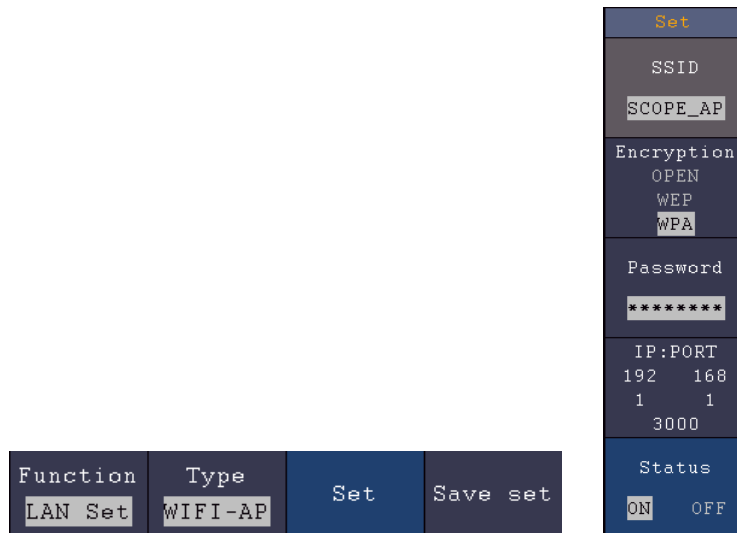 Set
SSID
SCOPE_AP
Encryption
OPEN
WEP
WPA
Password
********
IP:PORT
192 168
1 1
3000
Status
ON OFF
Function Type Set Save set
LAN Set WIFI-AP